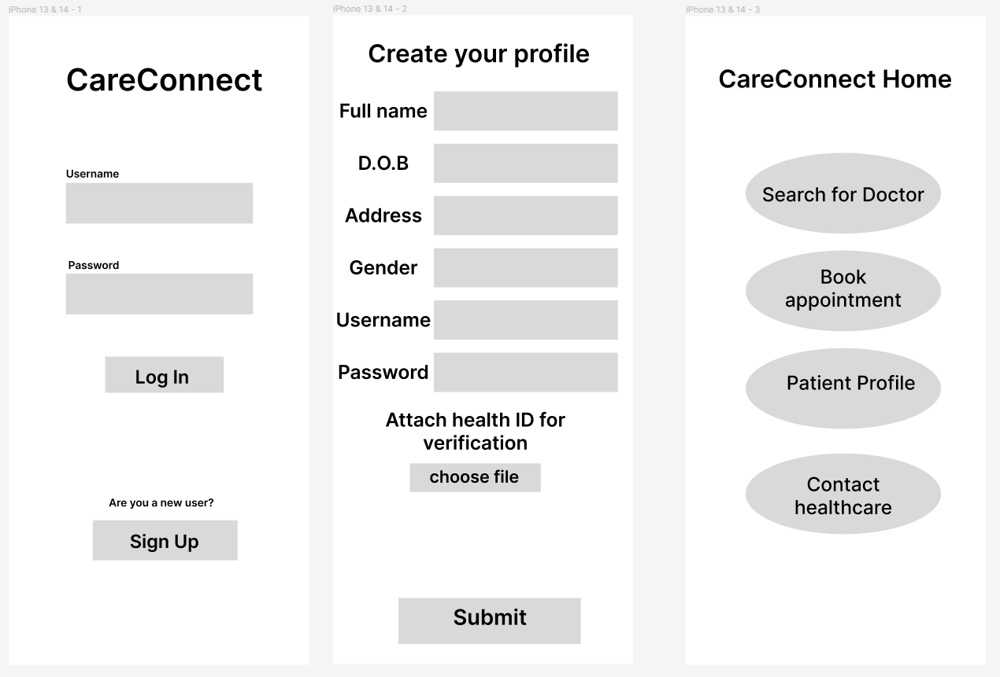 iPhone 13 & 14 - 1
CareConnect
Username
Password
Log In
Are you a new user?
Sign Up
iPhone 13 & 14 - 2
Create your profile
Full name
D.O.B
Address
Gender
Username
Password
Attach health ID for
verification
choose file
Submit
iPhone 13 & 14 - 3
CareConnect Home
Search for Doctor
Book
appointment
Patient Profile
Contact
healthcare